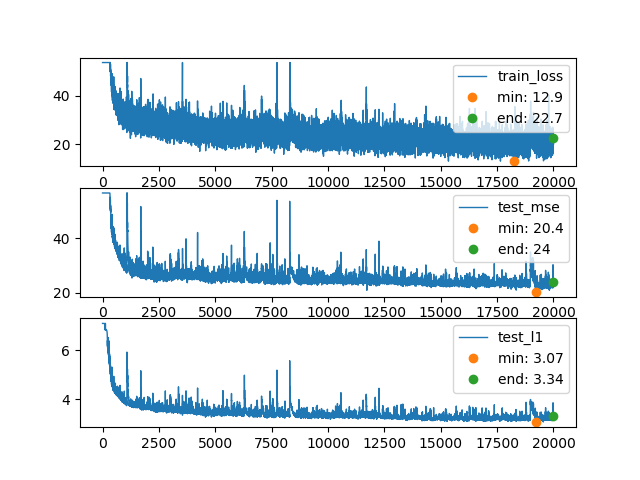 train_loss
min: 12.9
end: 22.7
40
20
0 2500 5000 7500 10000 12500 15000 17500 20000
test_mse
min: 20.4
end: 24
40
20
0 2500 5000 7500 10000 12500 15000 17500 20000
test_l1
min: 3.07
end: 3.34
6
4
0 2500 5000 7500 10000 12500 15000 17500 20000